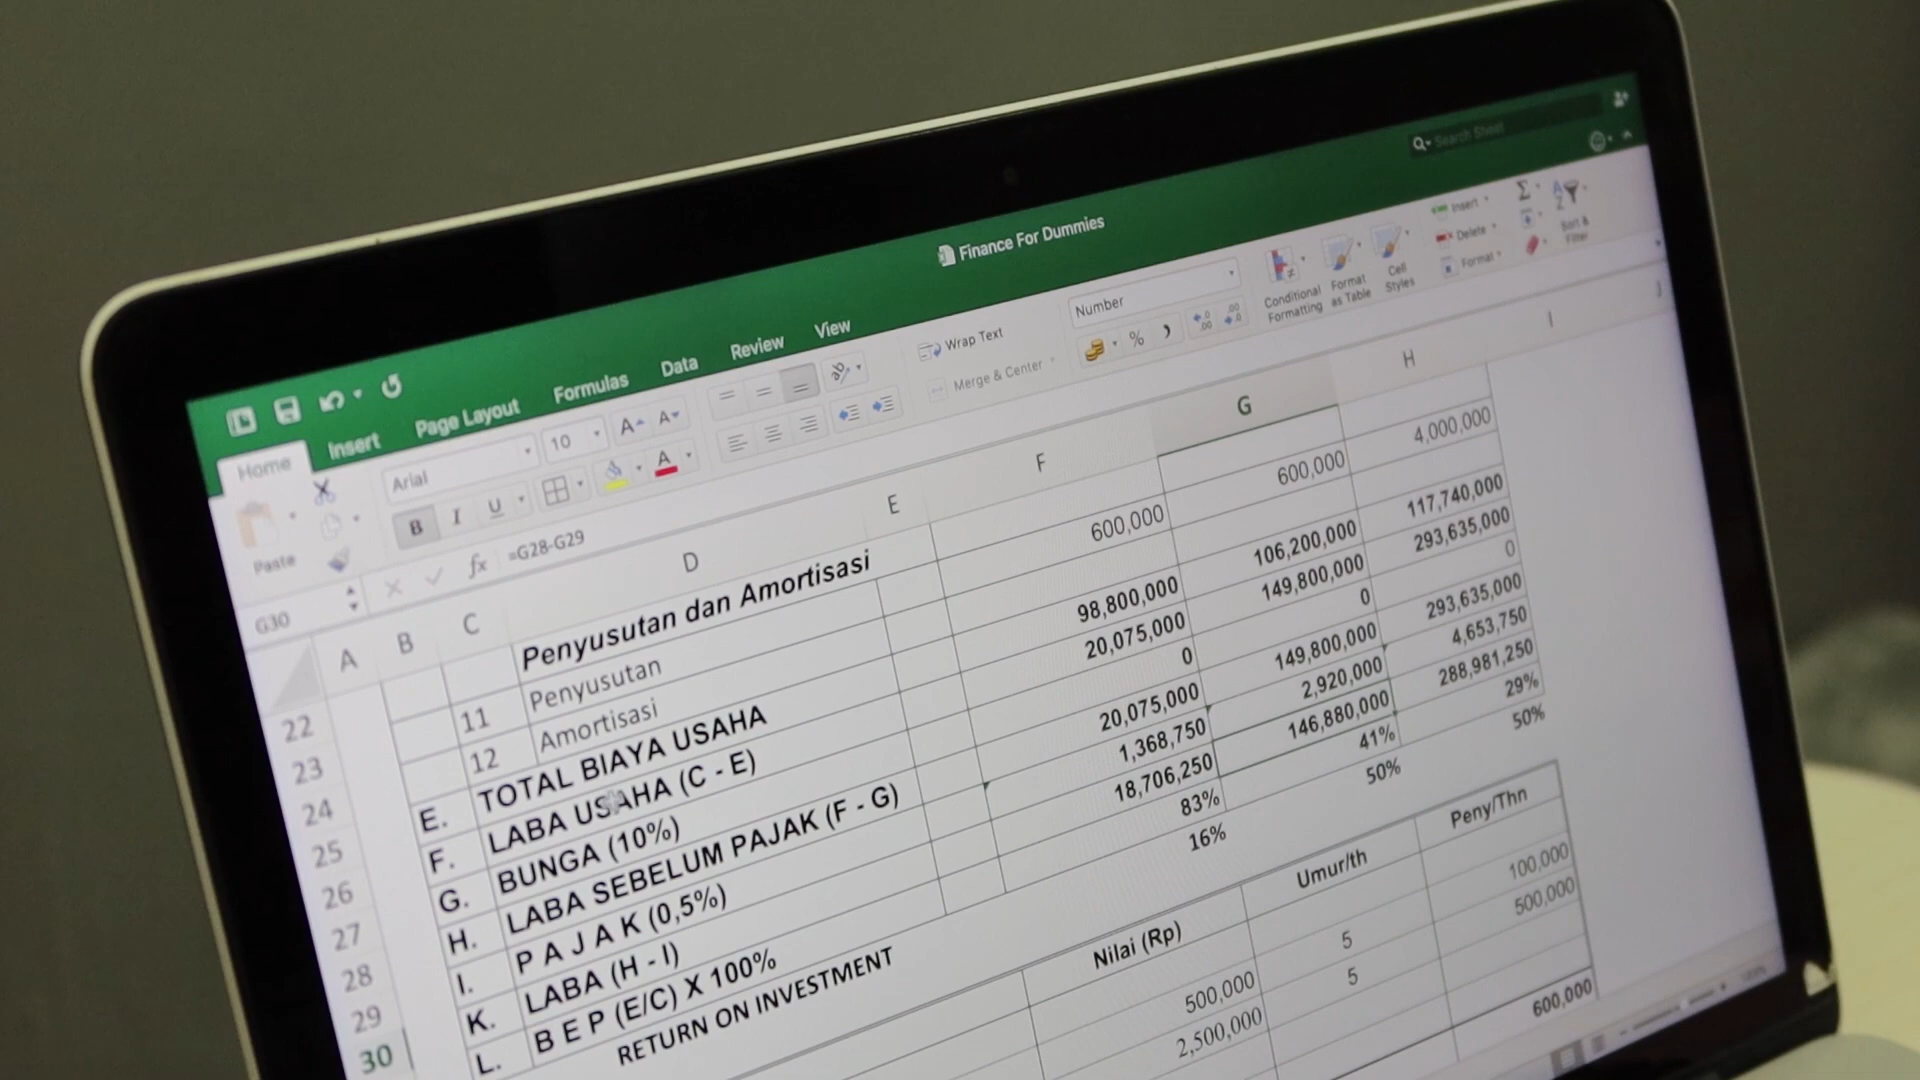 Search Sheet
Finance For Dummies
Home Insert Page Layout Formulas Data Review View
Paste Arial 10 Wrap Text Number Conditional Formatting Format as Table Cell Styles Insert Sort & Filter
B I U Merge & Center % Delete
Format
G30 fx =G28-G29
A B C D E F G H I
22 Penyusutan dan Amortisasi
23 11 Penyusutan 600,000 600,000 4,000,000
24 12 Amortisasi
25 E. TOTAL BIAYA USAHA 98,800,000 106,200,000 117,740,000
26 F. LABA USAHA (C - E) 20,075,000 149,800,000 293,635,000
27 G. BUNGA (10%) 0 0 0
28 H. LABA SEBELUM PAJAK (F - G) 20,075,000 149,800,000 293,635,000
29 I. P A J A K (0,5%) 1,368,750 2,920,000 4,653,750
30 K. LABA (H - I) 18,706,250 146,880,000 288,981,250
L. B E P (E/C) X 100% 83% 41% 29%
RETURN ON INVESTMENT 16% 50% 50%
Nilai (Rp) Umur/th Peny/Thn
500,000 5 100,000
2,500,000 5 500,000
600,000